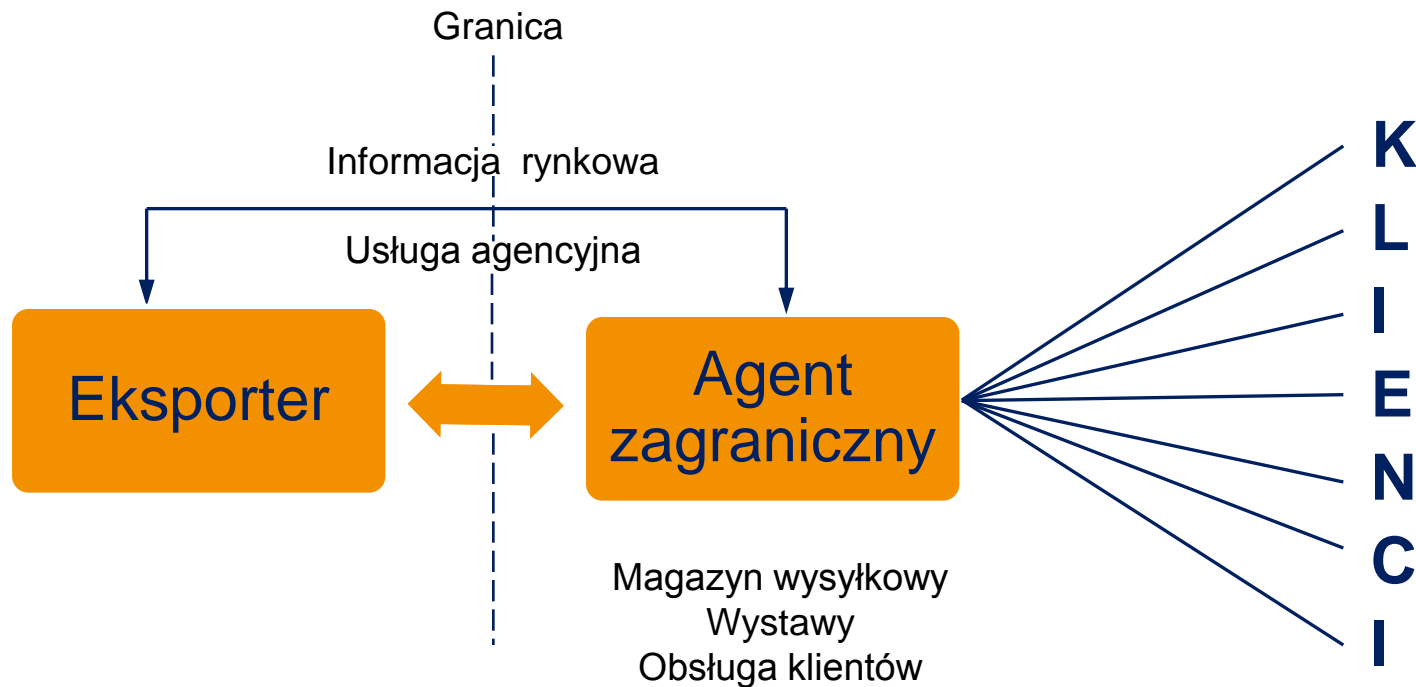 Granica
Informacja rynkowa
Usługa agencyjna
Eksporter
Agent
zagraniczny
Magazyn wysyłkowy
Wystawy
Obsługa klientów
K
L
I
E
N
C
I